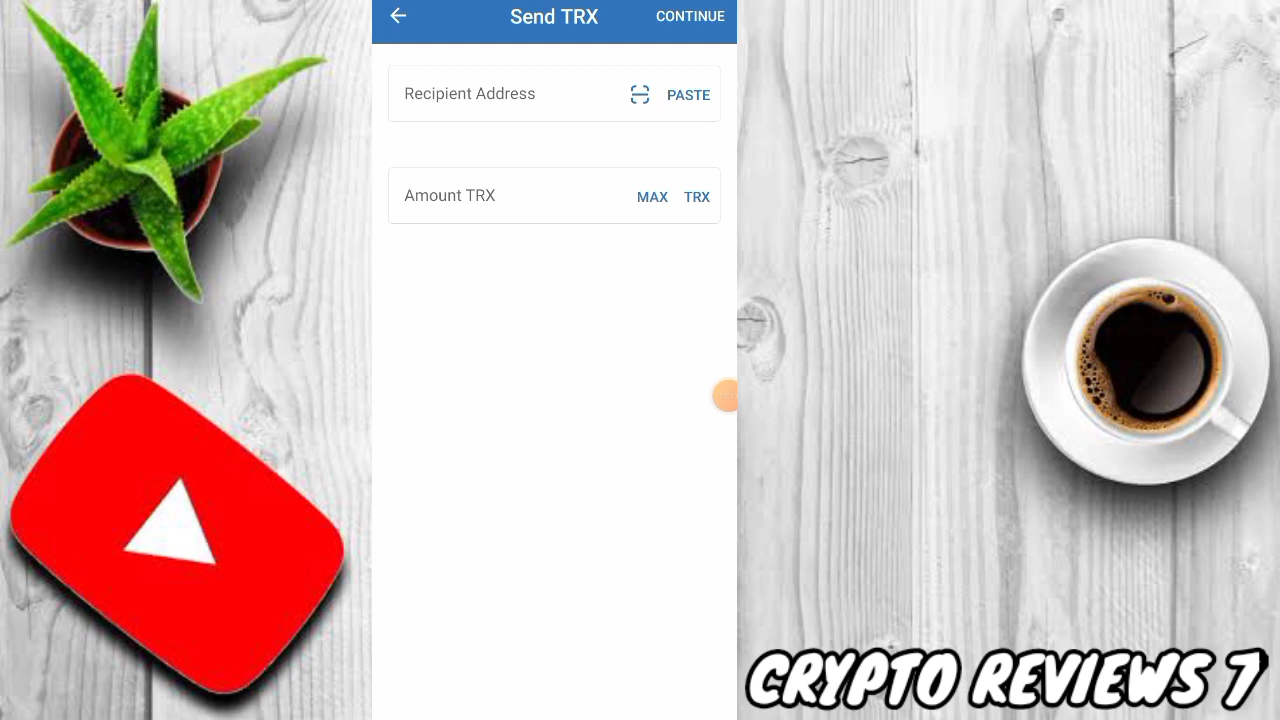 Send TRX CONTINUE
Recipient Address PASTE
Amount TRX MAX TRX
CRYPTO REVIEWS 7